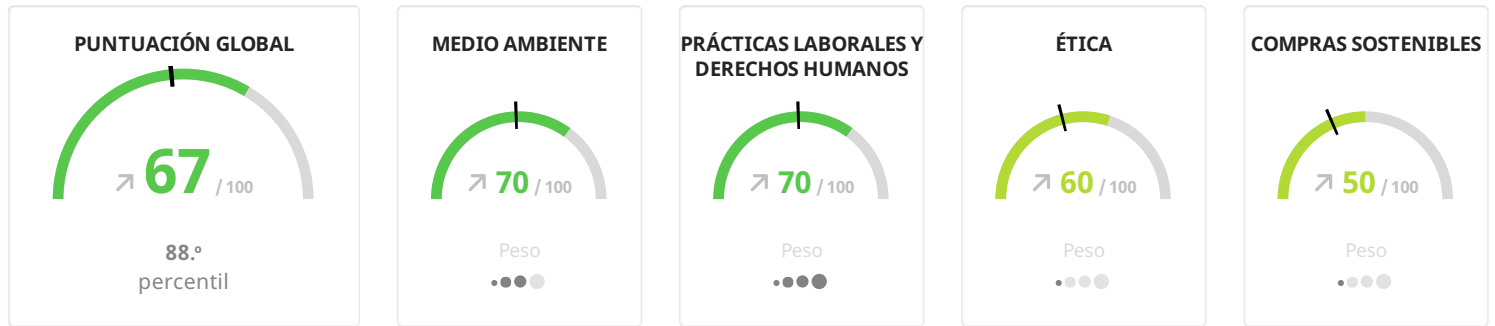 PUNTUACIÓN GLOBAL
67 / 100
88.º
percentil
MEDIO AMBIENTE
70 / 100
Peso
PRÁCTICAS LABORALES Y
DERECHOS HUMANOS
70 / 100
Peso
ÉTICA
60 / 100
Peso
COMPRAS SOSTENIBLES
50 / 100
Peso